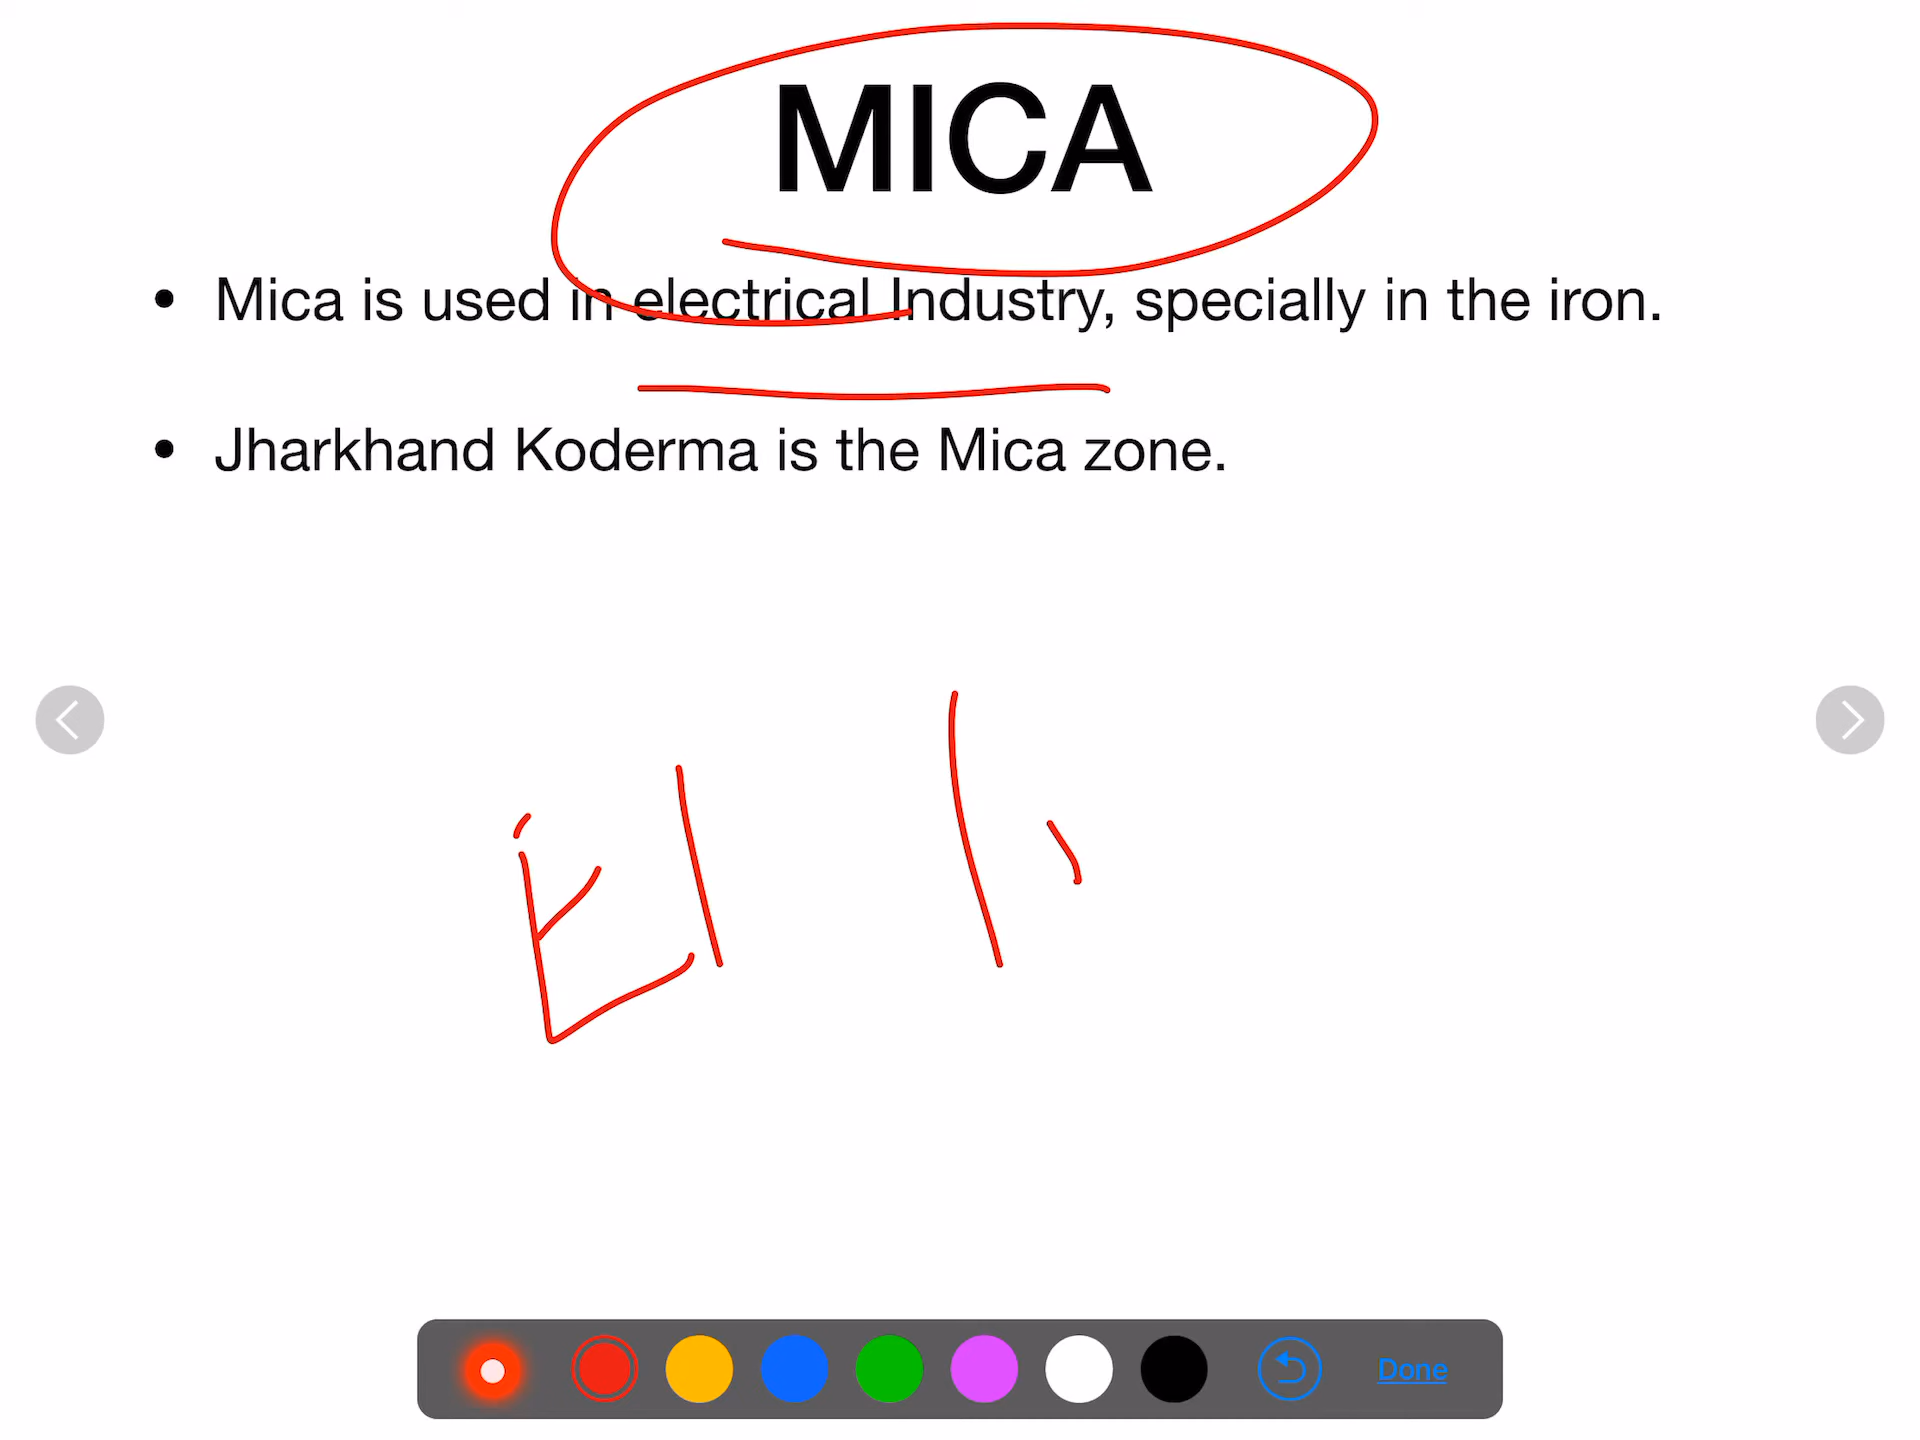 MICA
• Mica is used in electrical Industry, specially in the iron.
• Jharkhand Koderma is the Mica zone.
Done